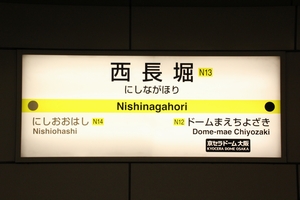 西長堀 N13
にしながほり
Nishinagahori
にしおおはし N14
Nishiohashi
N12 ドームまえちよざき
Dome-mae Chiyozaki
京セラドーム大阪
KYOCERA DOME OSAKA